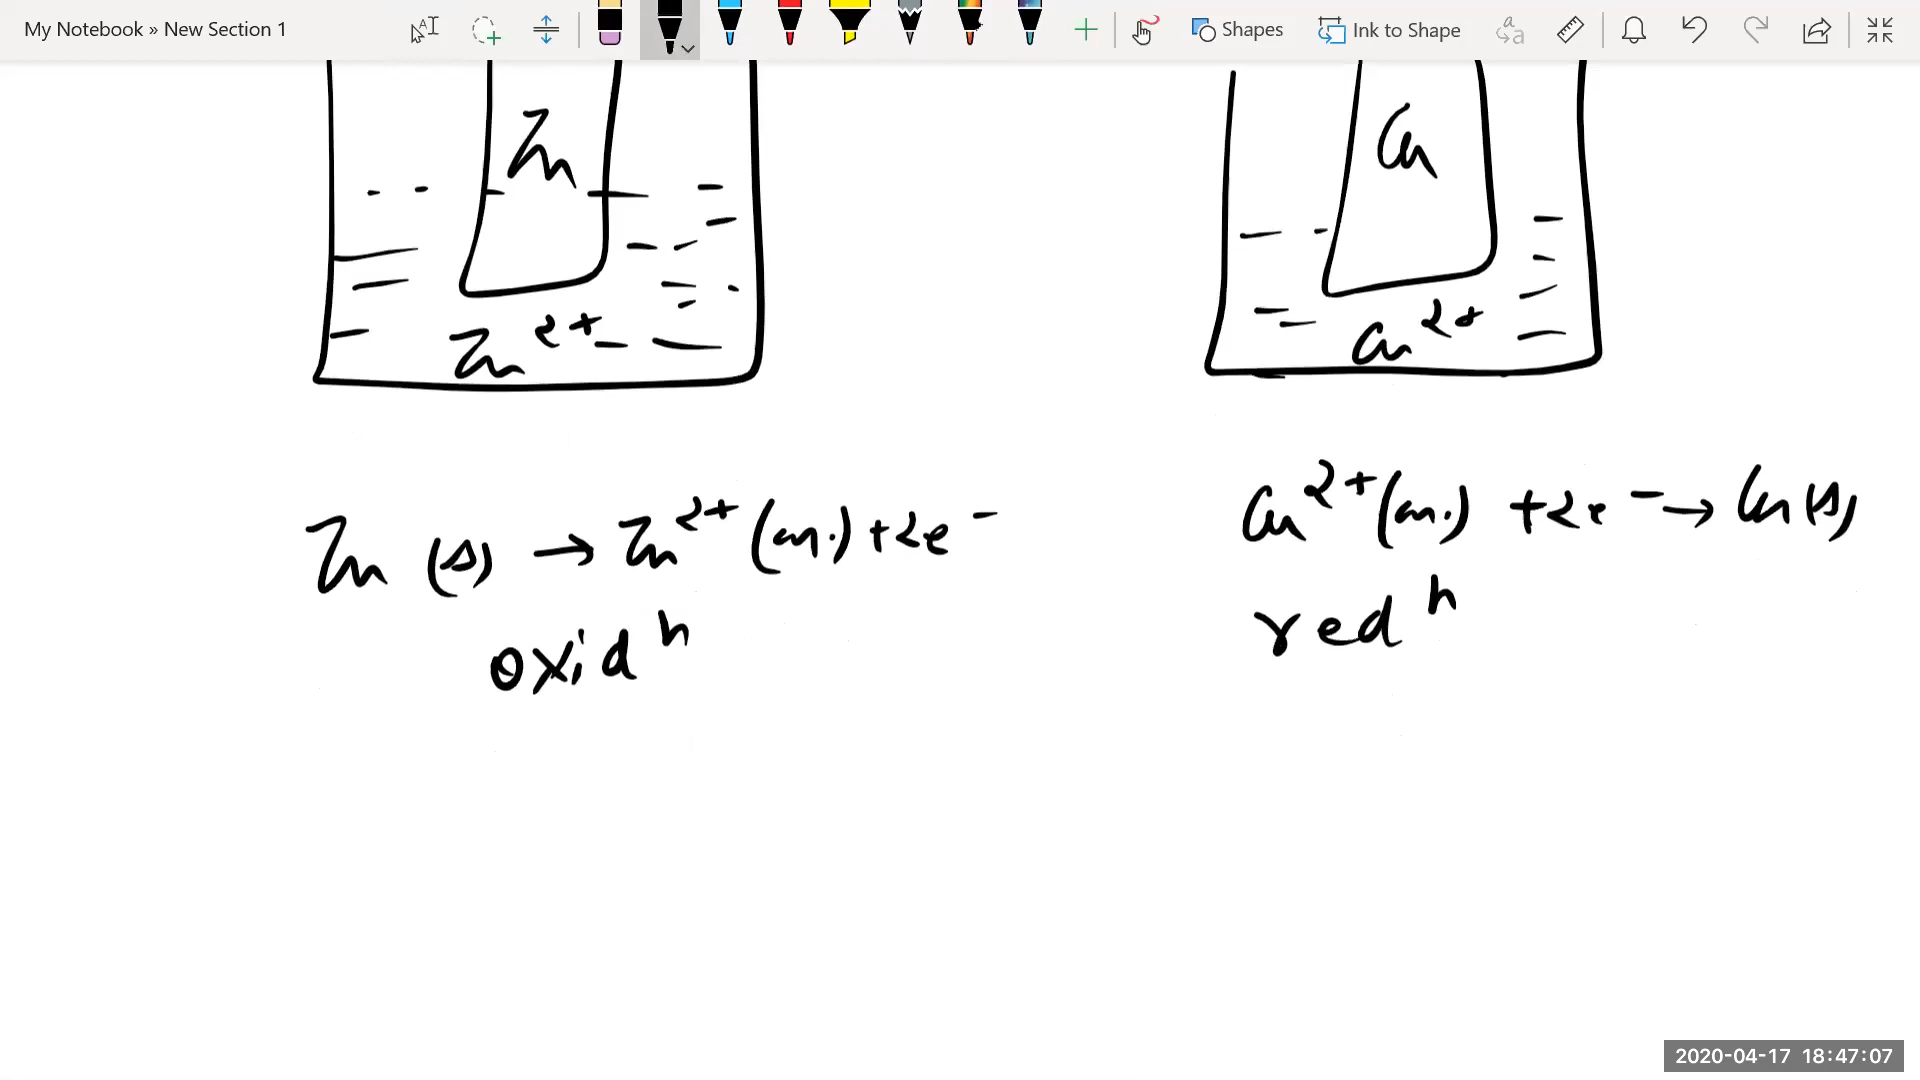 My Notebook » New Section 1
Shapes
Ink to Shape
Zn
Cu
Zn²⁺
Cu²⁺
Zn (s) → Zn²⁺ (aq.) + 2e⁻
Cu²⁺ (aq.) + 2e⁻ → Cu (s)
oxidⁿ
redⁿ
2020-04-17 18:47:07